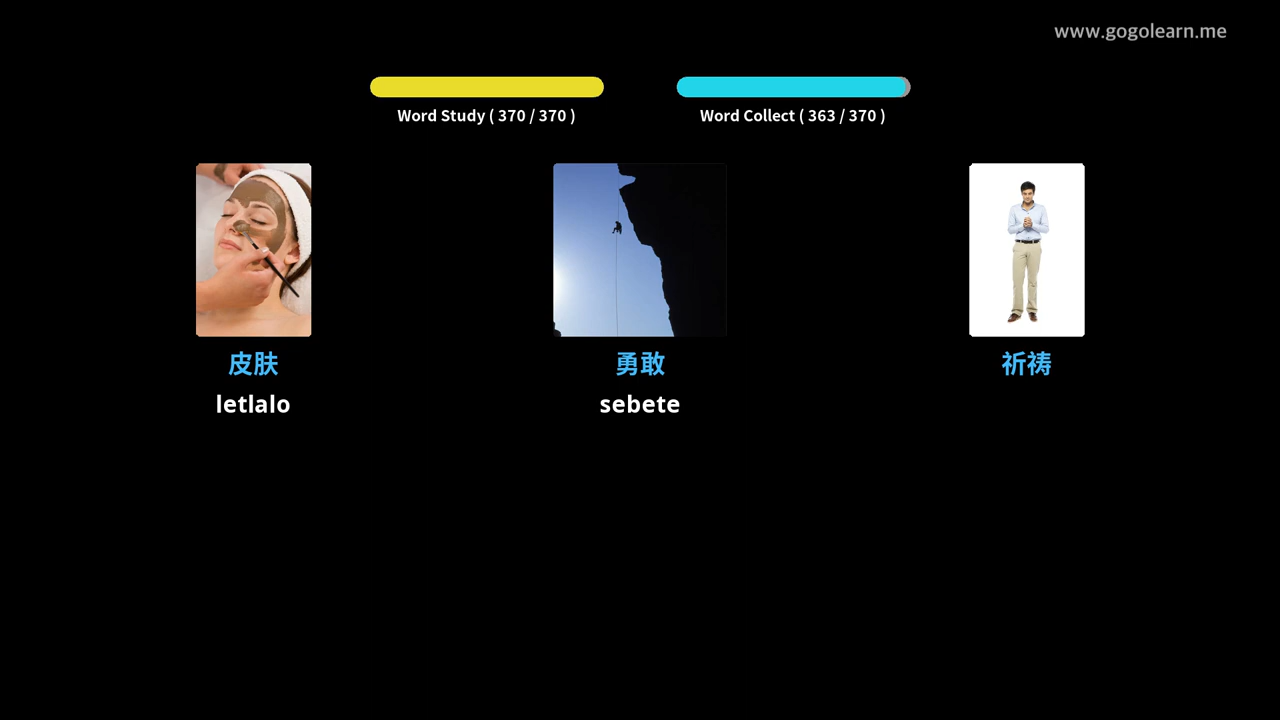 www.gogolearn.me
Word Study ( 370 / 370 )
Word Collect ( 363 / 370 )
皮肤
勇敢
祈祷
letlalo
sebete